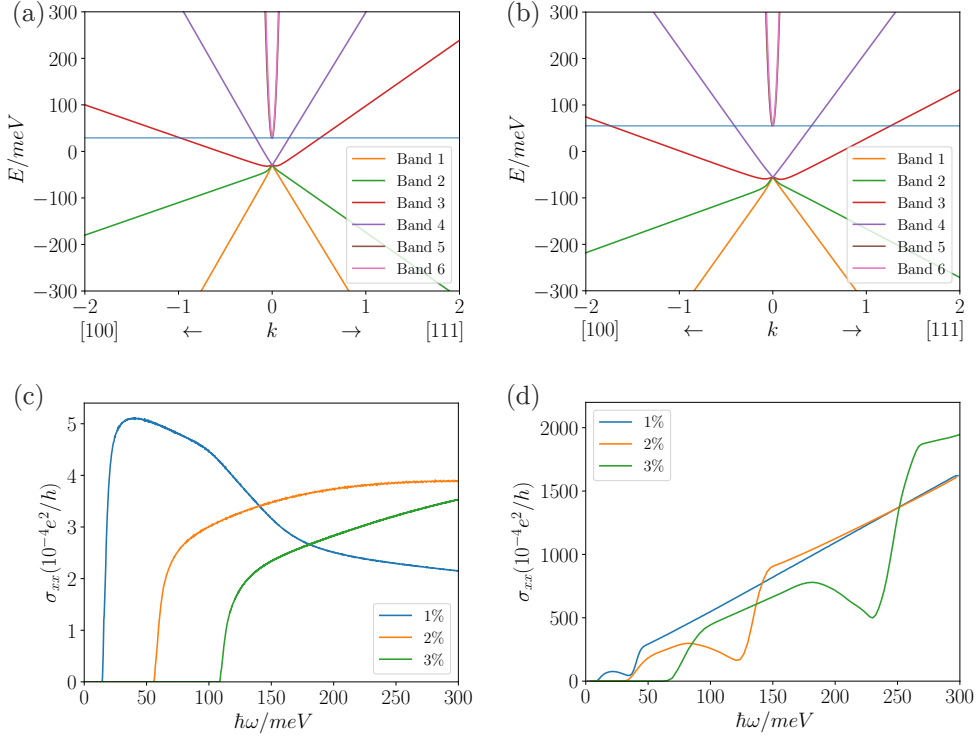 (a)
300
200
100
0
−100
−200
−300
E/meV
Band 1
Band 2
Band 3
Band 4
Band 5
Band 6
−2
−1
0
1
2
[100]
←
k
→
[111]
(b)
300
200
100
0
−100
−200
−300
E/meV
Band 1
Band 2
Band 3
Band 4
Band 5
Band 6
−2
−1
0
1
2
[100]
←
k
→
[111]
(c)
5
4
3
2
1
0
σxx(10⁻⁴e²/h)
1%
2%
3%
0
50
100
150
200
250
300
ℏω/meV
(d)
2000
1500
1000
500
0
σxx(10⁻⁴e²/h)
1%
2%
3%
0
50
100
150
200
250
300
ℏω/meV